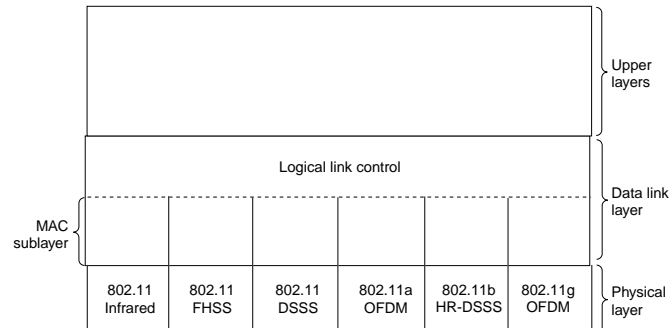 Upper
layers
Logical link control
Data link
layer
MAC
sublayer
802.11 802.11 802.11 802.11a 802.11b 802.11g
Infrared FHSS DSSS OFDM HR-DSSS OFDM
Physical
layer